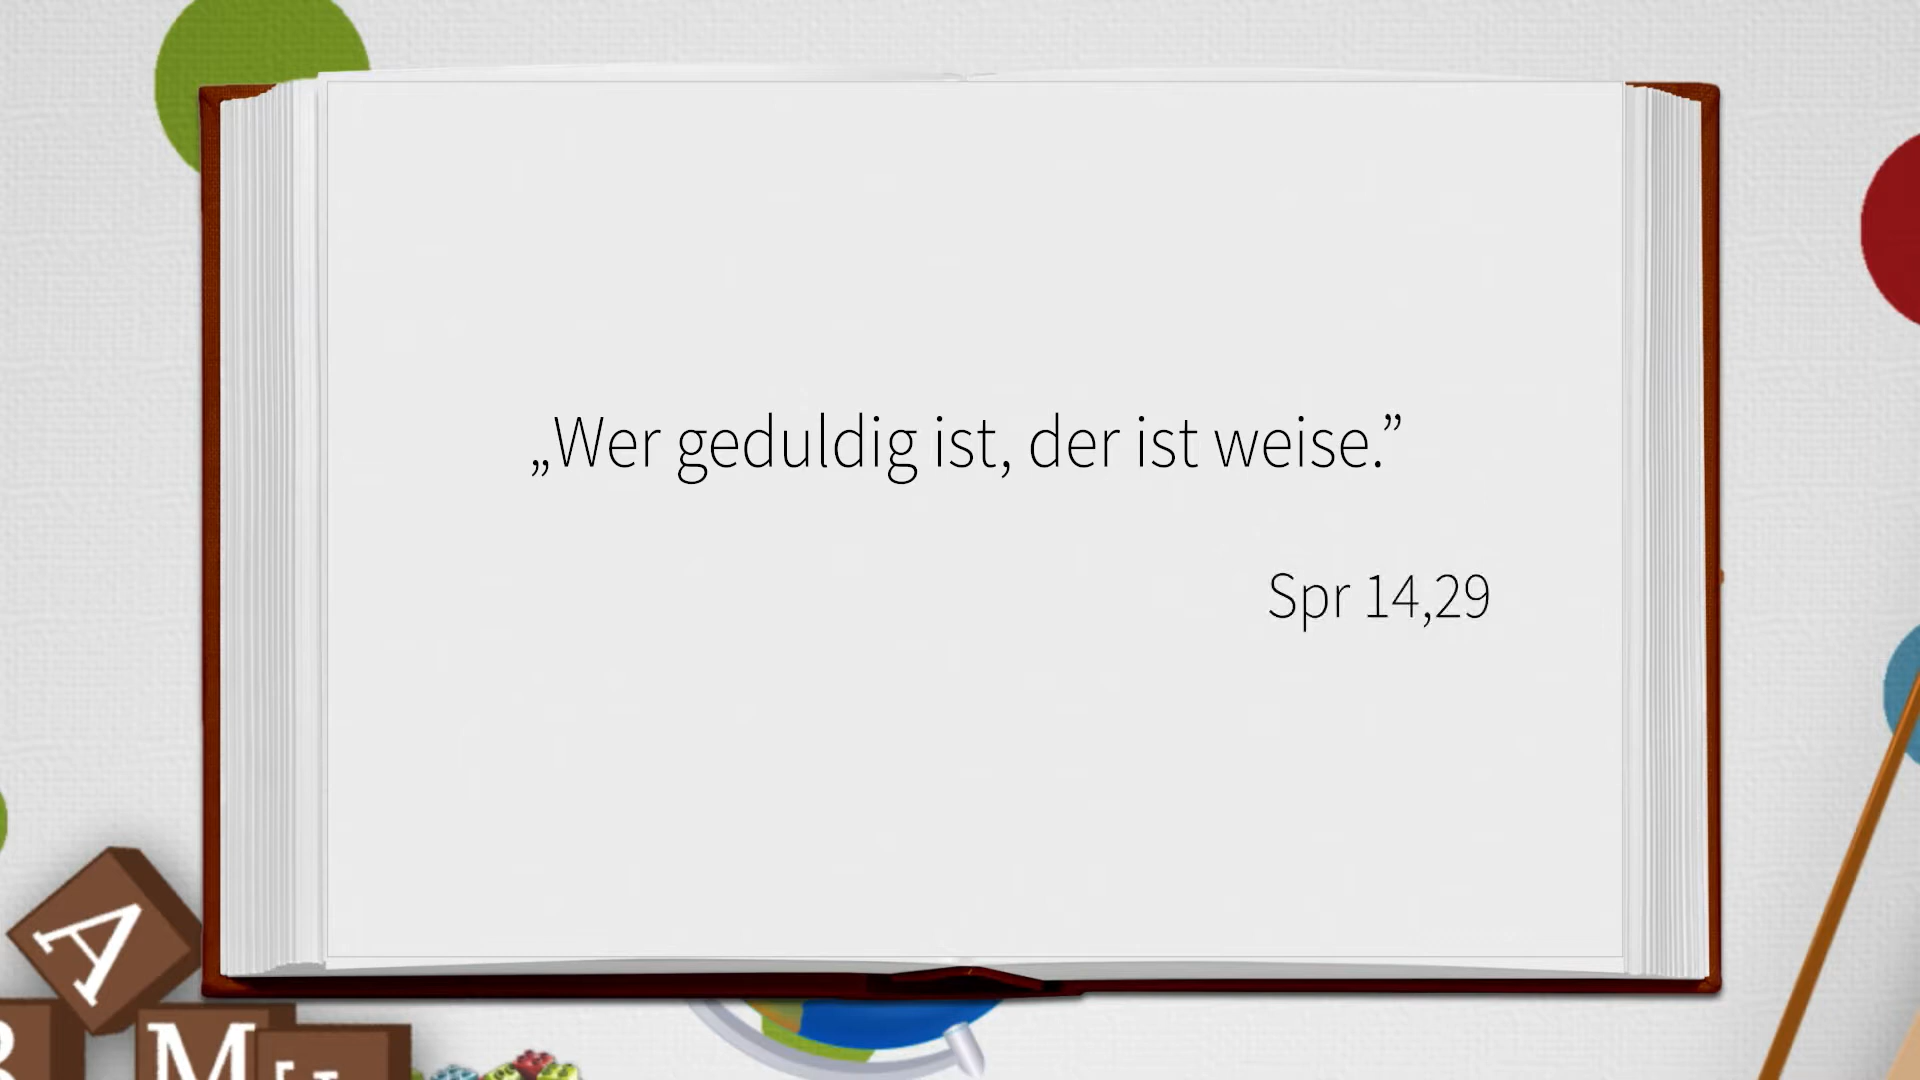 „Wer geduldig ist, der ist weise.”
Spr 14,29
A
M